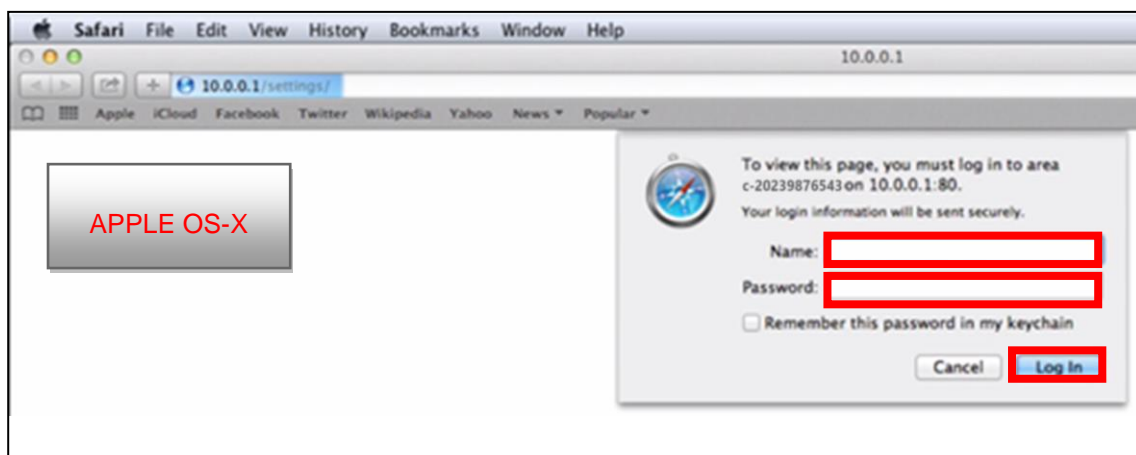 Safari File Edit View History Bookmarks Window Help
10.0.0.1
10.0.0.1/settings/
Apple iCloud Facebook Twitter Wikipedia Yahoo News Popular
APPLE OS-X
To view this page, you must log in to area
c-20239876543 on 10.0.0.1:80.
Your login information will be sent securely.
Name:
Password:
Remember this password in my keychain
Cancel Log In